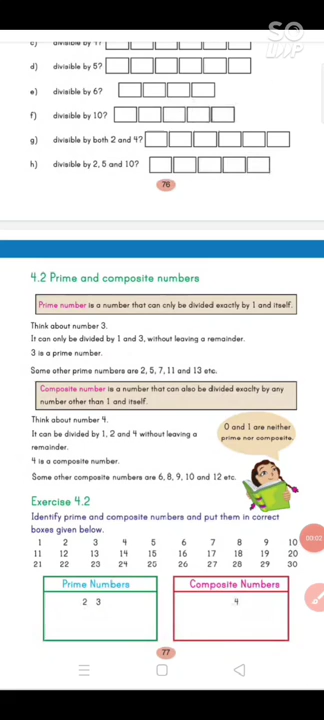 SO
LOOP
c) divisible by 4?
d) divisible by 5?
e) divisible by 6?
f) divisible by 10?
g) divisible by both 2 and 4?
h) divisible by 2, 5 and 10?
76
4.2 Prime and composite numbers
Prime number is a number that can only be divided exactly by 1 and itself.
Think about number 3.
It can only be divided by 1 and 3, without leaving a remainder.
3 is a prime number.
Some other prime numbers are 2, 5, 7, 11 and 13 etc.
Composite number is a number that can also be divided exaclty by any
number other than 1 and itself.
Think about number 4.
It can be divided by 1, 2 and 4 without leaving a
remainder.
4 is a composite number.
Some other composite numbers are 6, 8, 9, 10 and 12 etc.
0 and 1 are neither
prime nor composite.
00:02
Exercise 4.2
Identify prime and composite numbers and put them in correct
boxes given below.
1 2 3 4 5 6 7 8 9 10
11 12 13 14 15 16 17 18 19 20
21 22 23 24 25 26 27 28 29 30
Prime Numbers
2 3
Composite Numbers
4
77